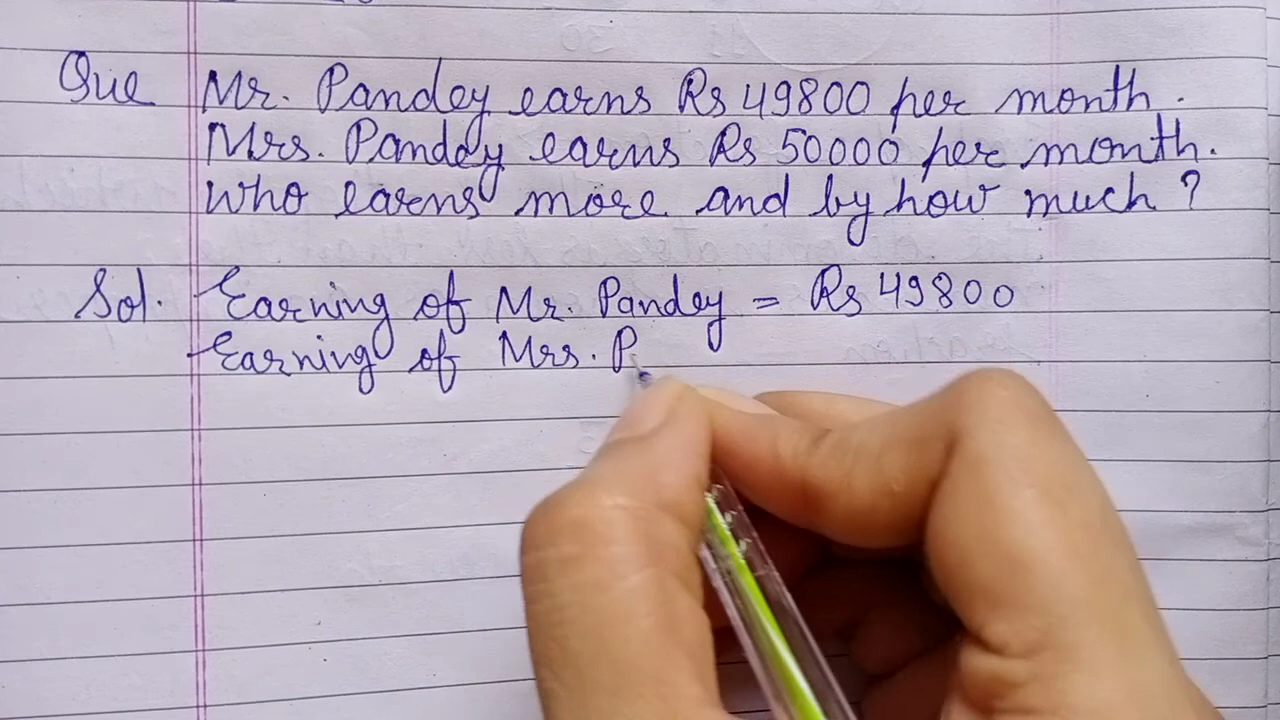 Que Mr. Pandey earns Rs 49800 per month.
Mrs. Pandey earns Rs 50000 per month.
Who earns more and by how much?
Sol. Earning of Mr. Pandey = Rs 49800
Earning of Mrs. P